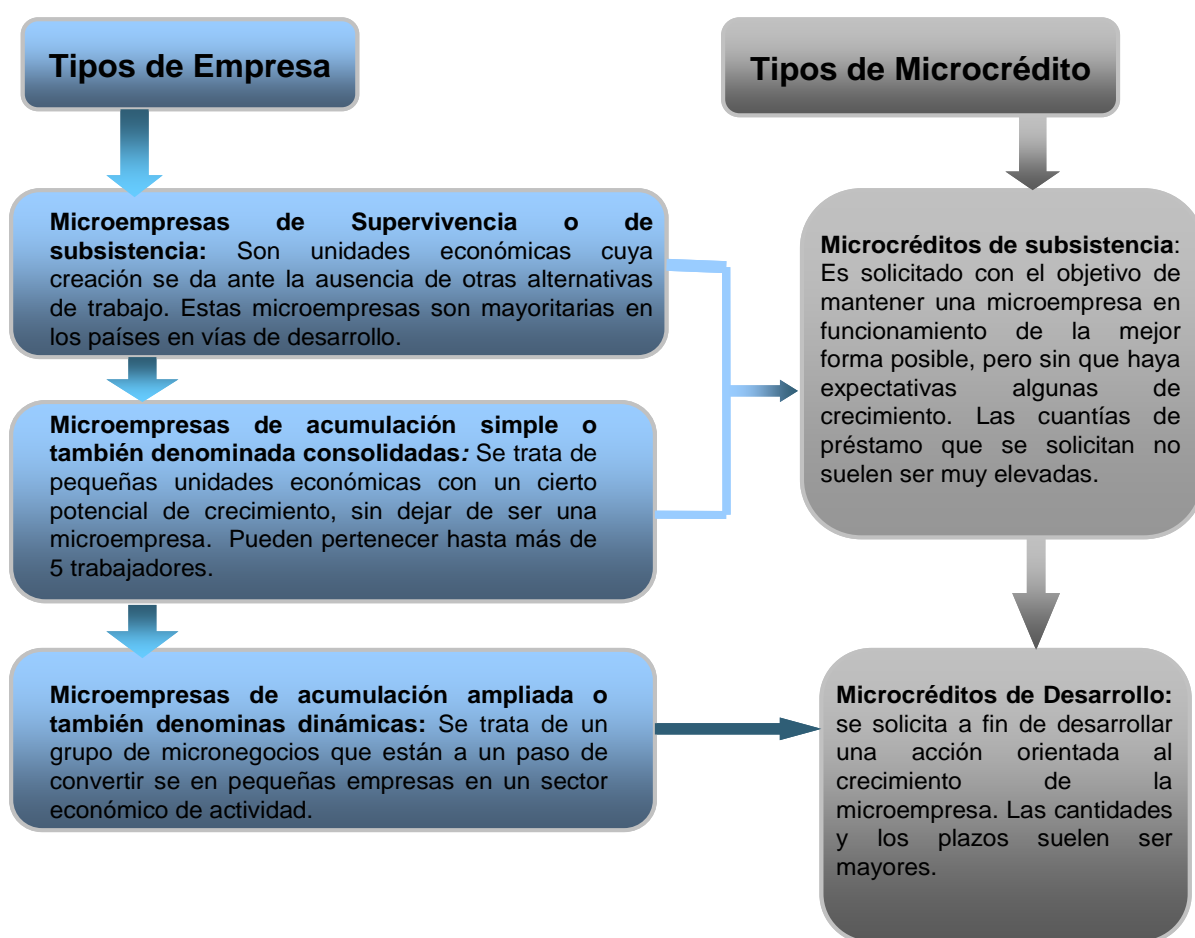 Tipos de Empresa
Tipos de Microcrédito
Microempresas de Supervivencia o de
subsistencia: Son unidades económicas cuya
creación se da ante la ausencia de otras alternativas
de trabajo. Estas microempresas son mayoritarias en
los países en vías de desarrollo.
Microempresas de acumulación simple o
también denominada consolidadas: Se trata de
pequeñas unidades económicas con un cierto
potencial de crecimiento, sin dejar de ser una
microempresa. Pueden pertenecer hasta más de
5 trabajadores.
Microempresas de acumulación ampliada o
también denominas dinámicas: Se trata de un
grupo de micronegocios que están a un paso de
convertir se en pequeñas empresas en un sector
económico de actividad.
Microcréditos de subsistencia:
Es solicitado con el objetivo de
mantener una microempresa en
funcionamiento de la mejor
forma posible, pero sin que haya
expectativas algunas de
crecimiento. Las cuantías de
préstamo que se solicitan no
suelen ser muy elevadas.
Microcréditos de Desarrollo:
se solicita a fin de desarrollar
una acción orientada al
crecimiento de la
microempresa. Las cantidades
y los plazos suelen ser
mayores.